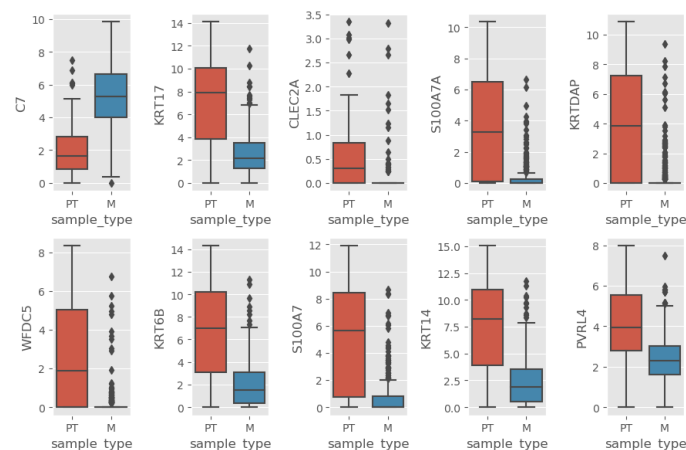 C7
10
8
6
4
2
0
PT M
sample_type
KRT17
14
12
10
8
6
4
2
0
PT M
sample_type
CLEC2A
3.5
3.0
2.5
2.0
1.5
1.0
0.5
0.0
PT M
sample_type
S100A7A
10
8
6
4
2
0
PT M
sample_type
KRTDAP
10
8
6
4
2
0
PT M
sample_type
WFDC5
8
6
4
2
0
PT M
sample_type
KRT6B
14
12
10
8
6
4
2
0
PT M
sample_type
S100A7
12
10
8
6
4
2
0
PT M
sample_type
KRT14
15.0
12.5
10.0
7.5
5.0
2.5
0.0
PT M
sample_type
PVRL4
8
6
4
2
0
PT M
sample_type